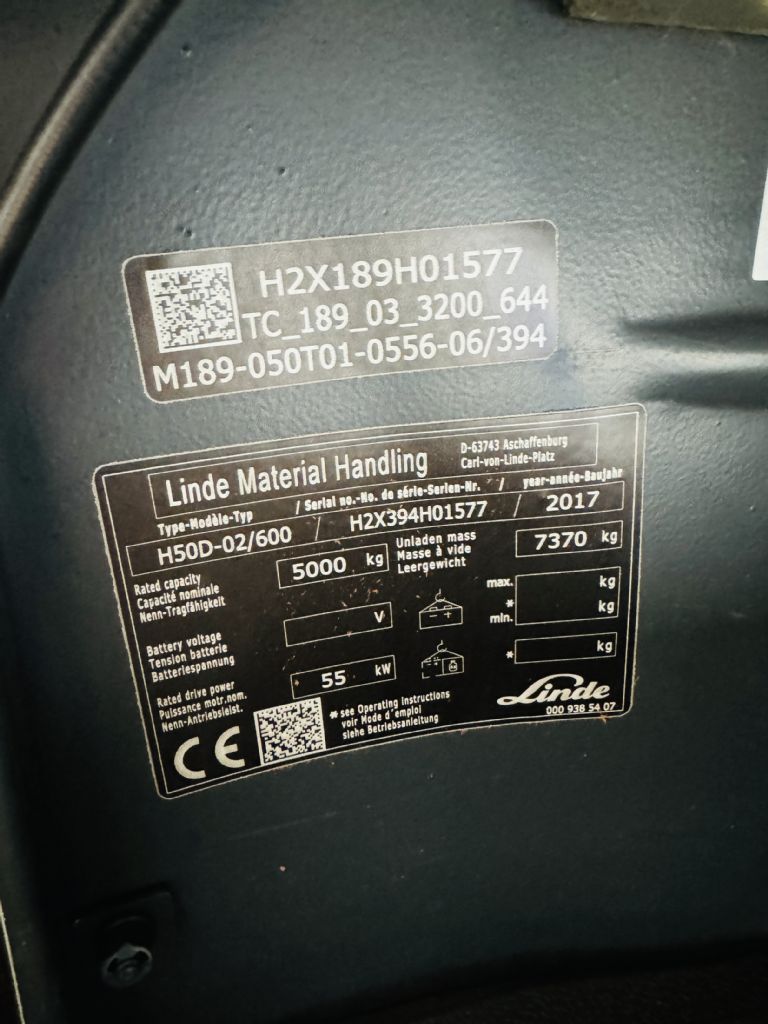 H2X189H01577
TC_189_03_3200_644
M189-050T01-0556-06/394
Linde Material Handling
D-63743 Aschaffenburg
Carl-von-Linde-Platz
Type-Modèle-Typ / Serial no.-No. de série-Serien-Nr. / year-année-Baujahr
H50D-02/600 / H2X394H01577 / 2017
Rated capacity
Capacité nominale
Nenn-Tragfähigkeit
5000 kg
Unladen mass
Masse à vide
Leergewicht
7370 kg
Battery voltage
Tension batterie
Batteriespannung
V
- +
max. kg
*
min. kg
Rated drive power
Puissance motr.nom.
Nenn-Antriebsleist.
55 kW
* kg
CE
* see Operating Instructions
voir Mode d'emploi
siehe Betriebsanleitung
Linde
000 938 54 07